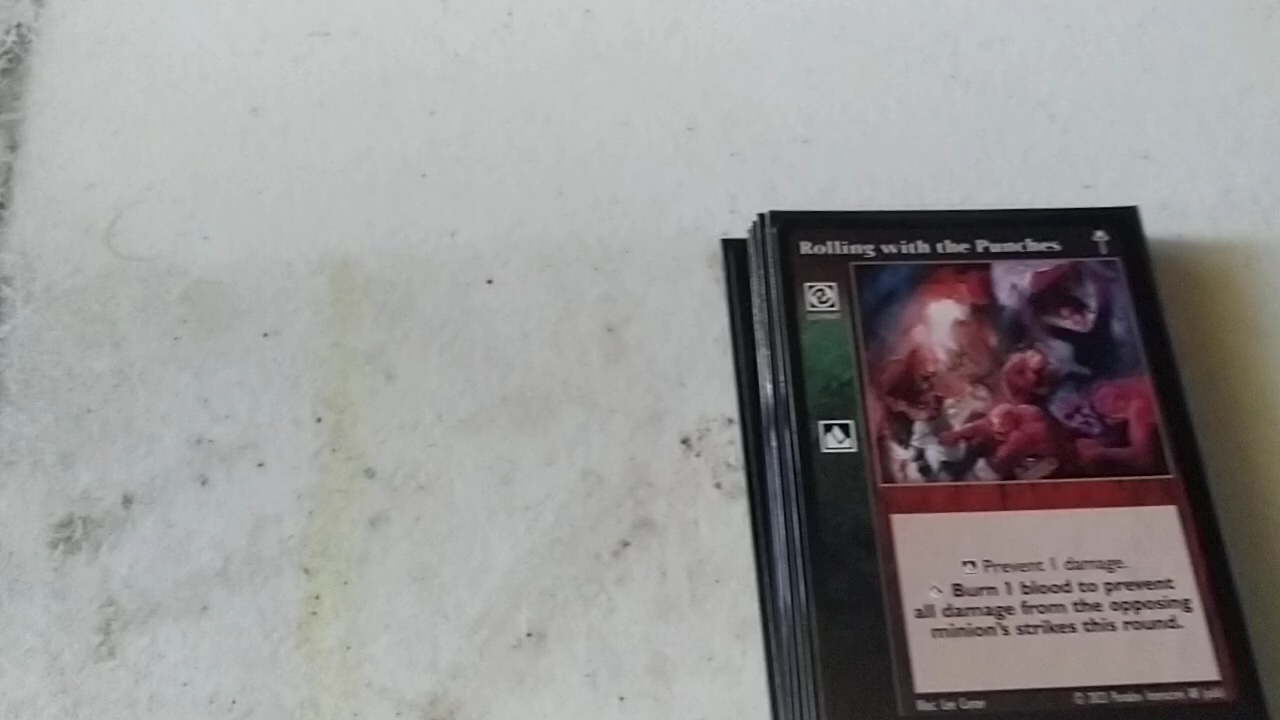 Rolling with the Punches
Prevent 1 damage.
Burn 1 blood to prevent
all damage from the opposing
minion's strikes this round.